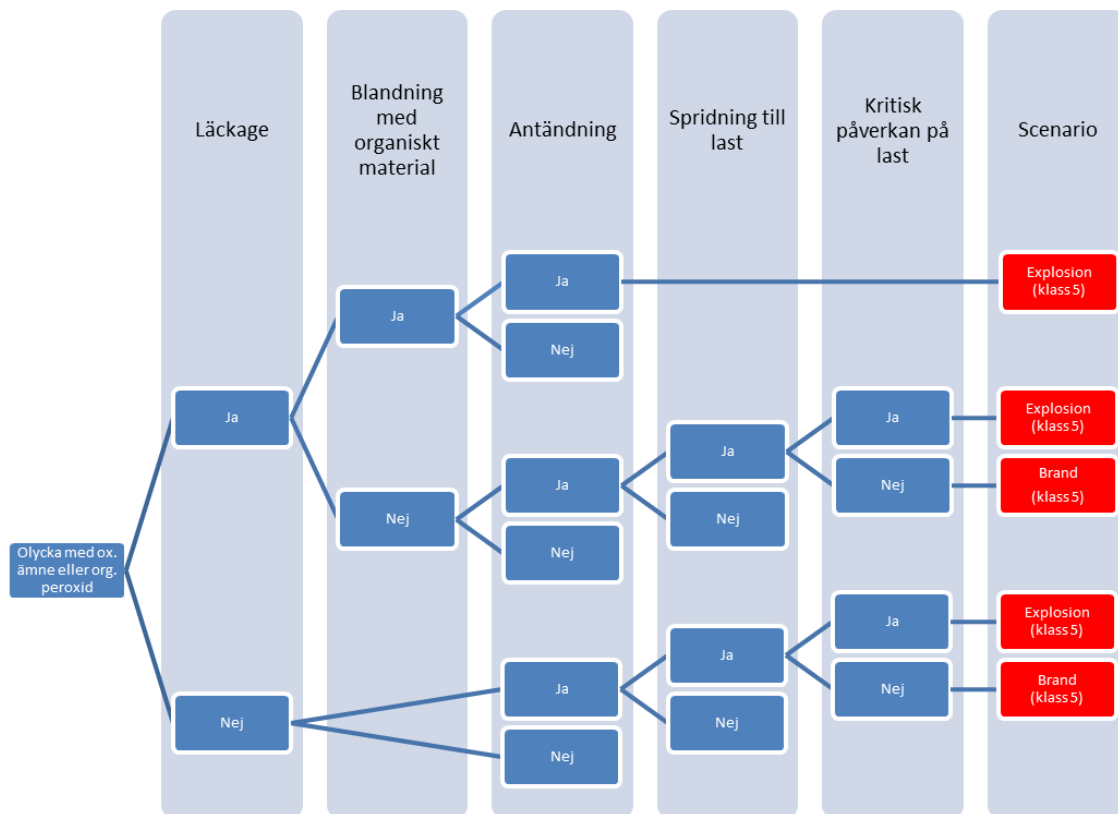 Läckage
Blandning
med
organiskt
material
Antändning
Spridning till
last
Kritisk
påverkan på
last
Scenario
Ja
Explosion
(klass 5)
Ja
Nej
Ja
Ja
Explosion
(klass 5)
Ja
Ja
Nej
Brand
(klass 5)
Nej
Nej
Nej
Olycka med ox.
ämne eller org.
peroxid
Ja
Explosion
(klass 5)
Ja
Ja
Nej
Brand
(klass 5)
Nej
Nej
Nej